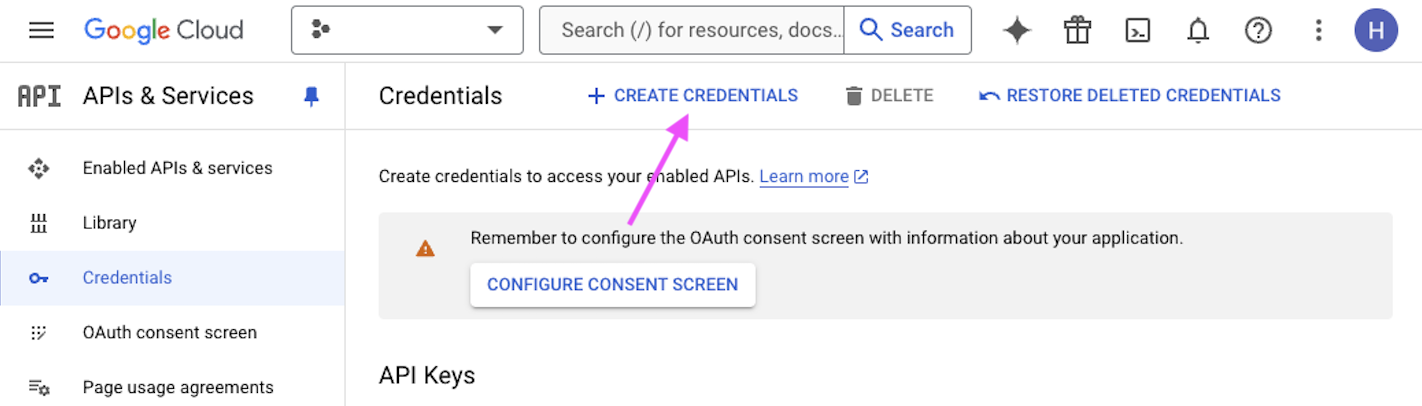 Google Cloud
Search (/) for resources, docs...
Search
H
API
APIs & Services
Credentials
+ CREATE CREDENTIALS
DELETE
RESTORE DELETED CREDENTIALS
Enabled APIs & services
Library
Credentials
OAuth consent screen
Page usage agreements
Create credentials to access your enabled APIs. Learn more
Remember to configure the OAuth consent screen with information about your application.
CONFIGURE CONSENT SCREEN
API Keys